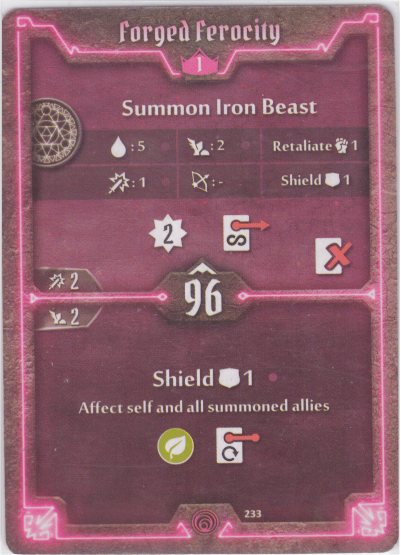 Forged Ferocity
1
Summon Iron Beast
: 5
: 2
Retaliate 1
: 1
: -
Shield 1
2
2
96
2
Shield 1
Affect self and all summoned allies
233